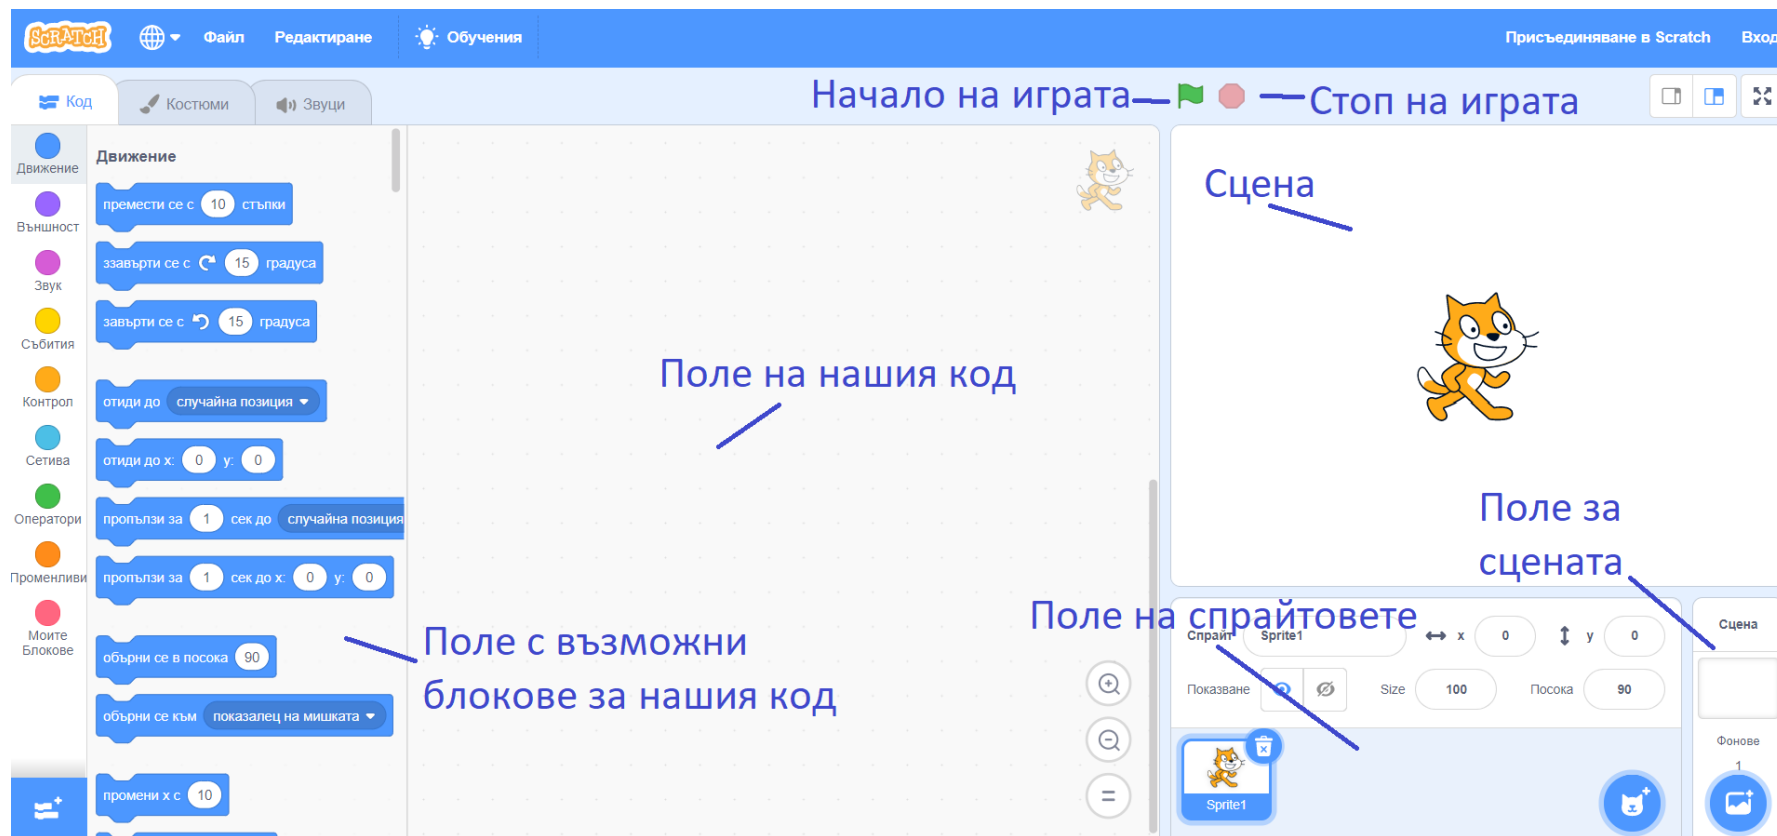 SCRATCH Файл Редактиране Обучения Присъединяване в Scratch Вход
Код Костюми Звуци
Начало на играта
Стоп на играта
Движение
Външност
Звук
Събития
Контрол
Сетива
Оператори
Променливи
Моите
Блокове
Движение
премести се с 10 стъпки
ззавърти се с 15 градуса
завърти се с 15 градуса
отиди до случайна позиция
отиди до x: 0 y: 0
пропълзи за 1 сек до случайна позиция
пропълзи за 1 сек до x: 0 y: 0
обърни се в посока 90
обърни се към показалец на мишката
промени x с 10
Поле на нашия код
Поле с възможни
блокове за нашия код
Сцена
Поле за
сцената
Поле на спрайтовете
Спрайт Sprite1 x 0 y 0
Показване Size 100 Посока 90
Sprite1
Сцена
Фонове
1